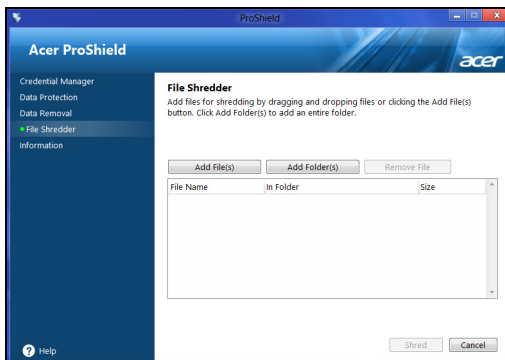 ProShield
Acer ProShield
acer
Credential Manager
Data Protection
Data Removal
File Shredder
Information
File Shredder
Add files for shredding by dragging and dropping files or clicking the Add File(s)
button. Click Add Folder(s) to add an entire folder.
Add File(s) Add Folder(s) Remove File
File Name In Folder Size
Shred Cancel
? Help